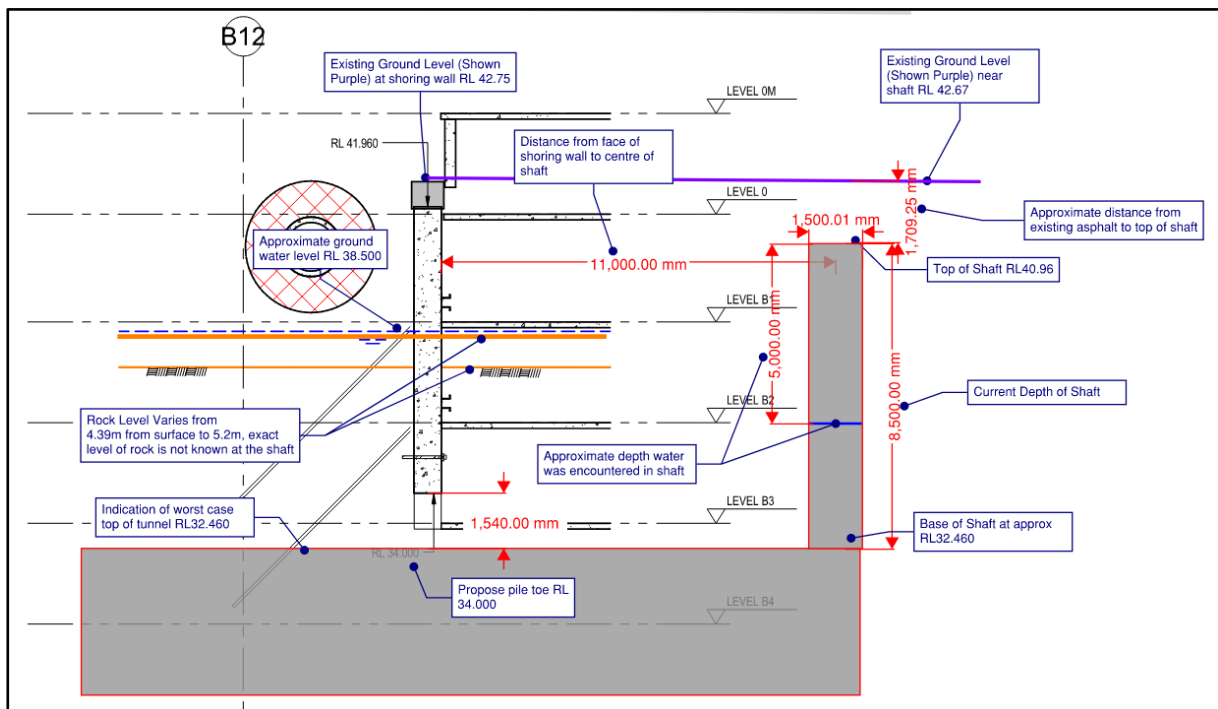 B12
Existing Ground Level (Shown
Purple) at shoring wall RL 42.75
Existing Ground Level
(Shown Purple) near
shaft RL 42.67
LEVEL 0M
RL 41.960
Distance from face of
shoring wall to centre of
shaft
LEVEL 0
1,709.25 mm
1,500.01 mm
Approximate distance from
existing asphalt to top of shaft
Approximate ground
water level RL 38.500
11,000.00 mm
Top of Shaft RL40.96
LEVEL B1
5,000.00 mm
8,500.00 mm
Current Depth of Shaft
LEVEL B2
Rock Level Varies from
4.39m from surface to 5.2m, exact
level of rock is not known at the shaft
Approximate depth water
was encountered in shaft
Indication of worst case
top of tunnel RL32.460
LEVEL B3
1,540.00 mm
Base of Shaft at approx
RL32.460
RL 34.000
Propose pile toe RL
34.000
LEVEL B4